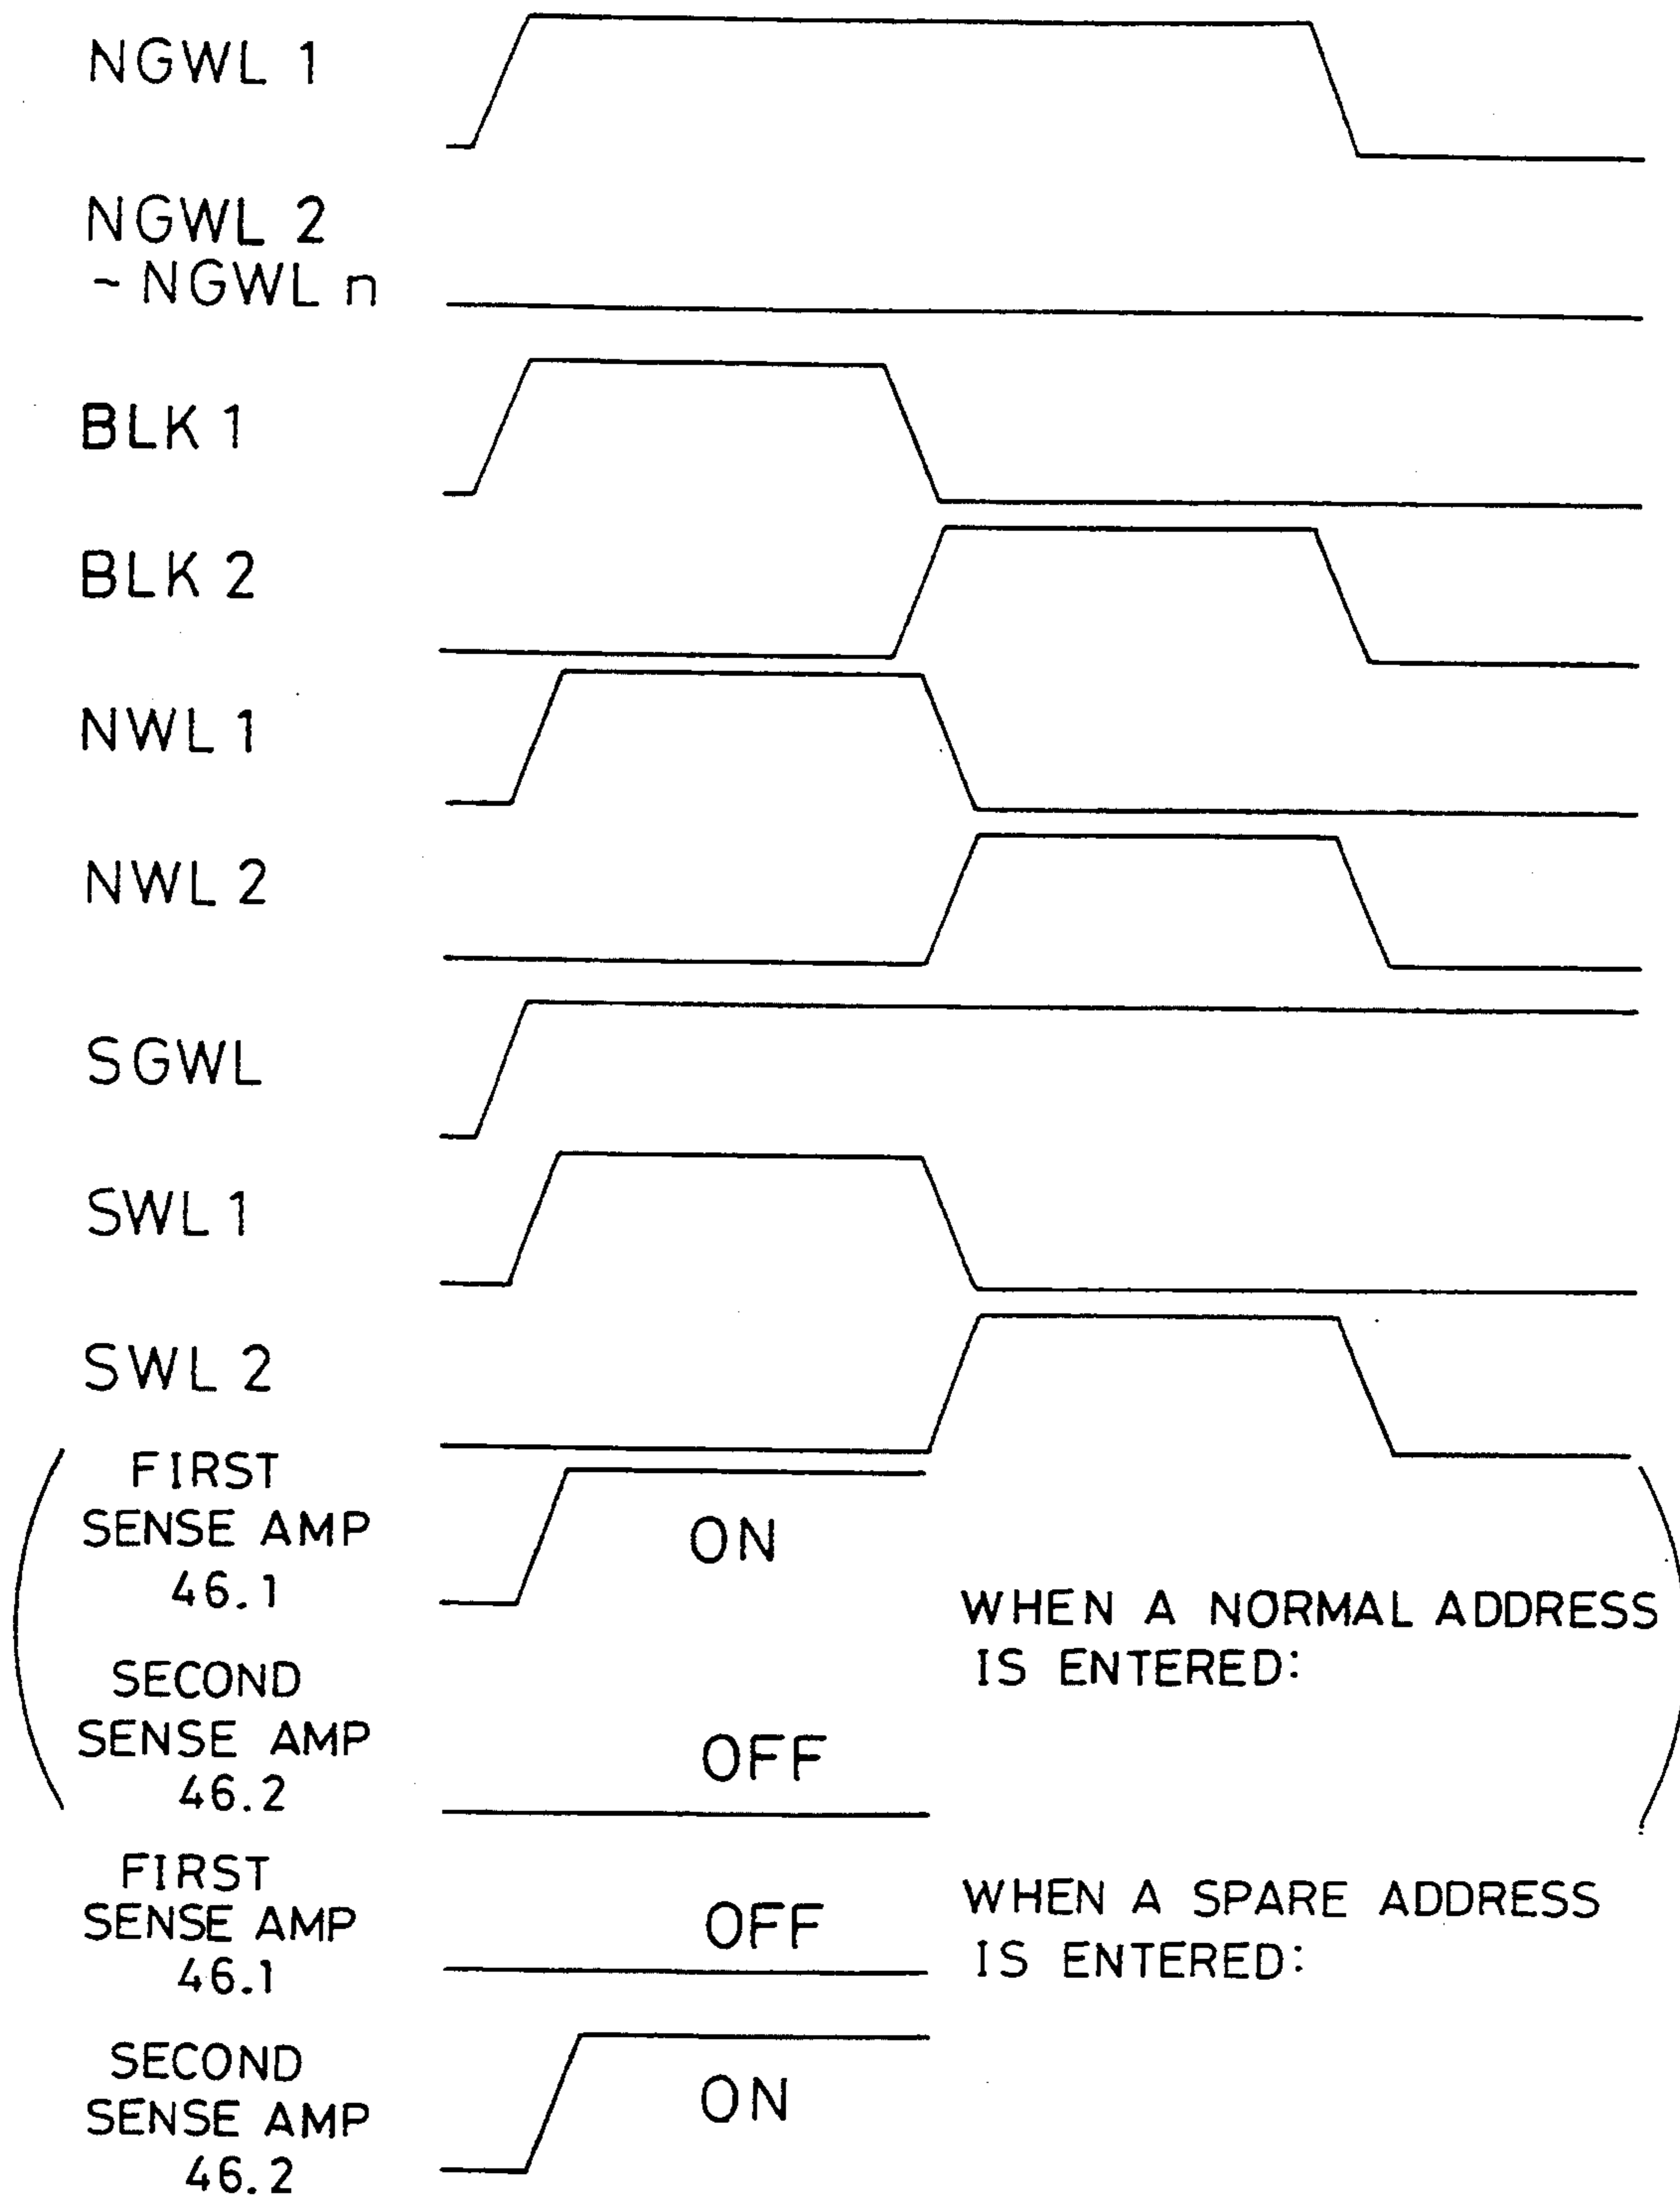 NGWL 1
NGWL 2
~ NGWL n
BLK 1
BLK 2
NWL 1
NWL 2
SGWL
SWL 1
SWL 2
FIRST
SENSE AMP
46.1
ON
SECOND
SENSE AMP
46.2
OFF
WHEN A NORMAL ADDRESS
IS ENTERED:
FIRST
SENSE AMP
46.1
OFF
WHEN A SPARE ADDRESS
IS ENTERED:
SECOND
SENSE AMP
46.2
ON